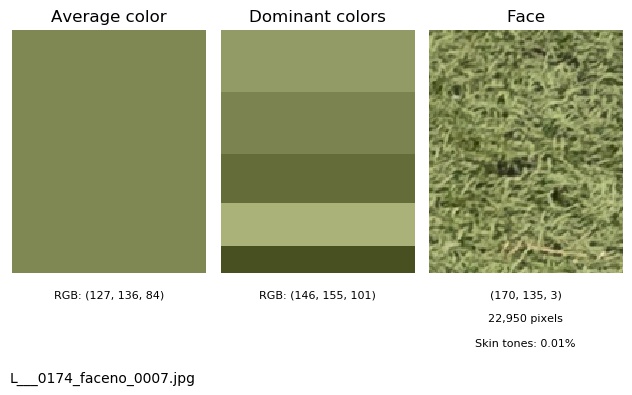 Average color
Dominant colors
Face
RGB: (127, 136, 84)
RGB: (146, 155, 101)
(170, 135, 3)
22,950 pixels
Skin tones: 0.01%
L___0174_faceno_0007.jpg